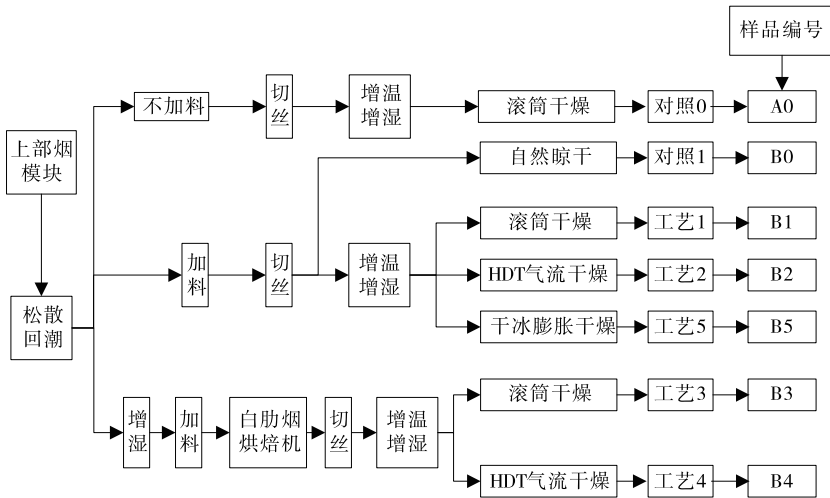 样品编号
不加料
切
丝
增温
增湿
滚筒干燥
对照0
A0
上部烟
模块
自然晾干
对照1
B0
滚筒干燥
工艺1
B1
加
料
切
丝
增温
增湿
HDT气流干燥
工艺2
B2
松散
回潮
干冰膨胀干燥
工艺5
B5
滚筒干燥
工艺3
B3
增
湿
加
料
白肋烟
烘焙机
切
丝
增温
增湿
HDT气流干燥
工艺4
B4